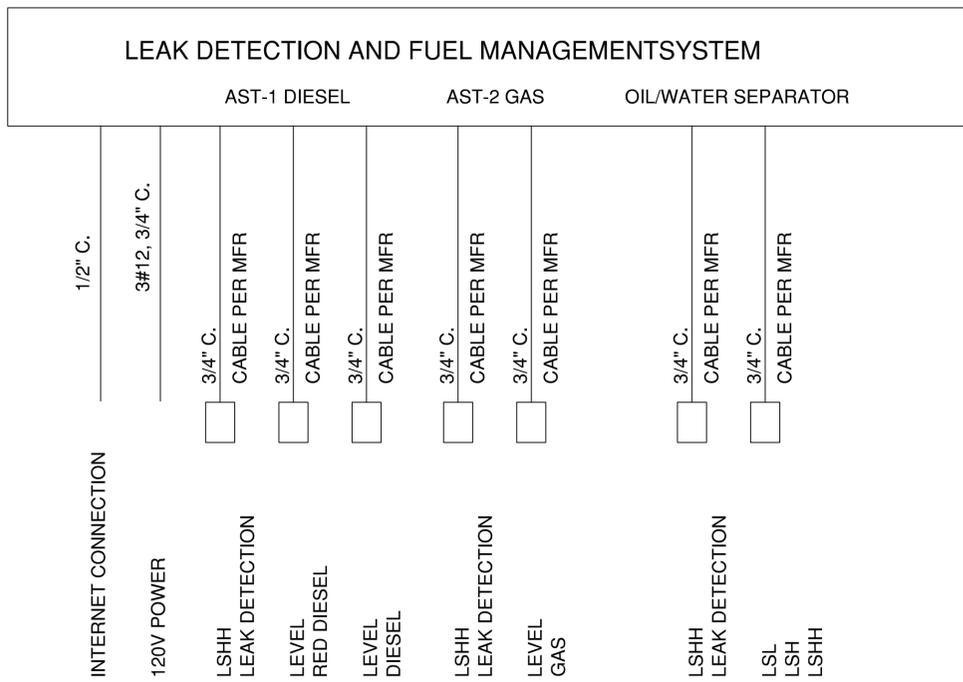 LEAK DETECTION AND FUEL MANAGEMENTSYSTEM
AST-1 DIESEL
AST-2 GAS
OIL/WATER SEPARATOR
1/2" C.
3#12, 3/4" C.
3/4" C.
CABLE PER MFR
3/4" C.
CABLE PER MFR
3/4" C.
CABLE PER MFR
3/4" C.
CABLE PER MFR
3/4" C.
CABLE PER MFR
3/4" C.
CABLE PER MFR
3/4" C.
CABLE PER MFR
INTERNET CONNECTION
120V POWER
LSHH
LEAK DETECTION
LEVEL
RED DIESEL
LEVEL
DIESEL
LSHH
LEAK DETECTION
LEVEL
GAS
LSHH
LEAK DETECTION
LSL
LSH
LSHH